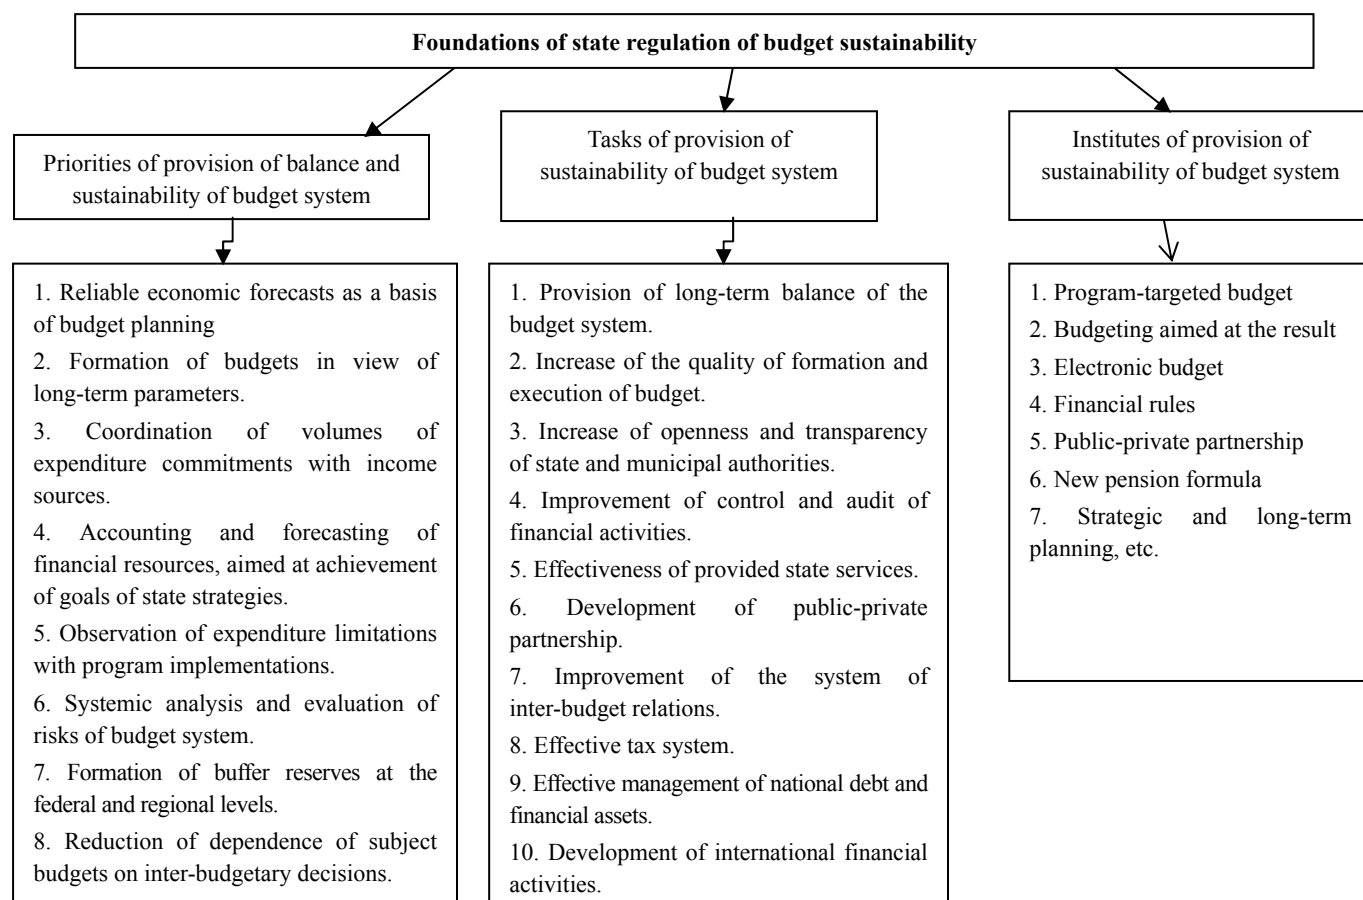 Foundations of state regulation of budget sustainability
Priorities of provision of balance and
sustainability of budget system
Tasks of provision of
sustainability of budget system
Institutes of provision of
sustainability of budget system
1. Reliable economic forecasts as a basis
of budget planning
2. Formation of budgets in view of
long-term parameters.
3. Coordination of volumes of
expenditure commitments with income
sources.
4. Accounting and forecasting of
financial resources, aimed at achievement
of goals of state strategies.
5. Observation of expenditure limitations
with program implementations.
6. Systemic analysis and evaluation of
risks of budget system.
7. Formation of buffer reserves at the
federal and regional levels.
8. Reduction of dependence of subject
budgets on inter-budgetary decisions.
1. Provision of long-term balance of the
budget system.
2. Increase of the quality of formation and
execution of budget.
3. Increase of openness and transparency
of state and municipal authorities.
4. Improvement of control and audit of
financial activities.
5. Effectiveness of provided state services.
6. Development of public-private
partnership.
7. Improvement of the system of
inter-budget relations.
8. Effective tax system.
9. Effective management of national debt and
financial assets.
10. Development of international financial
activities.
1. Program-targeted budget
2. Budgeting aimed at the result
3. Electronic budget
4. Financial rules
5. Public-private partnership
6. New pension formula
7. Strategic and long-term
planning, etc.